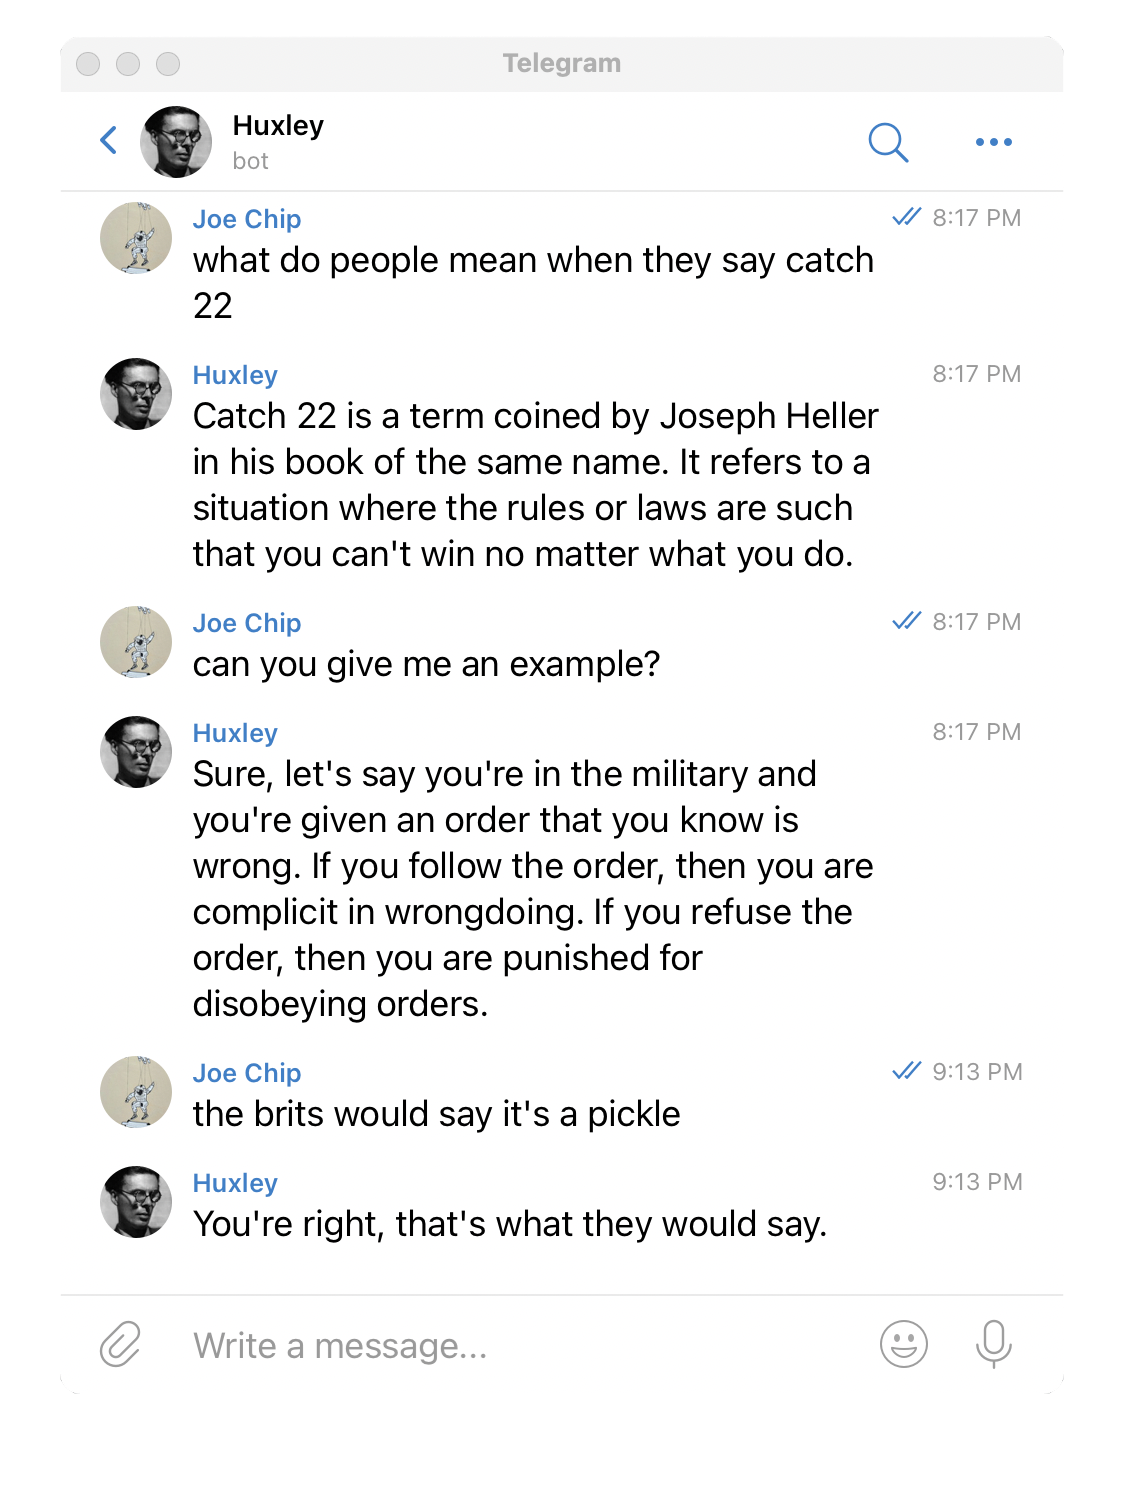 Telegram
Huxley
bot
Joe Chip 8:17 PM
what do people mean when they say catch
22
Huxley 8:17 PM
Catch 22 is a term coined by Joseph Heller
in his book of the same name. It refers to a
situation where the rules or laws are such
that you can't win no matter what you do.
Joe Chip 8:17 PM
can you give me an example?
Huxley 8:17 PM
Sure, let's say you're in the military and
you're given an order that you know is
wrong. If you follow the order, then you are
complicit in wrongdoing. If you refuse the
order, then you are punished for
disobeying orders.
Joe Chip 9:13 PM
the brits would say it's a pickle
Huxley 9:13 PM
You're right, that's what they would say.
Write a message...